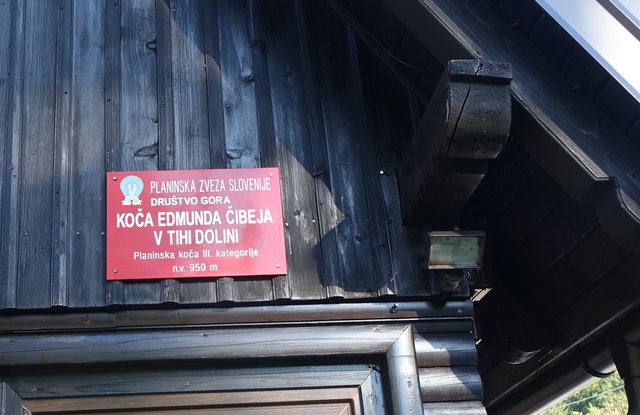 PLANINSKA ZVEZA SLOVENIJE
DRUŠTVO GORA
KOČA EDMUNDA ČIBEJA
V TIHI DOLINI
Planinska koča III. kategorije
n.v. 950 m